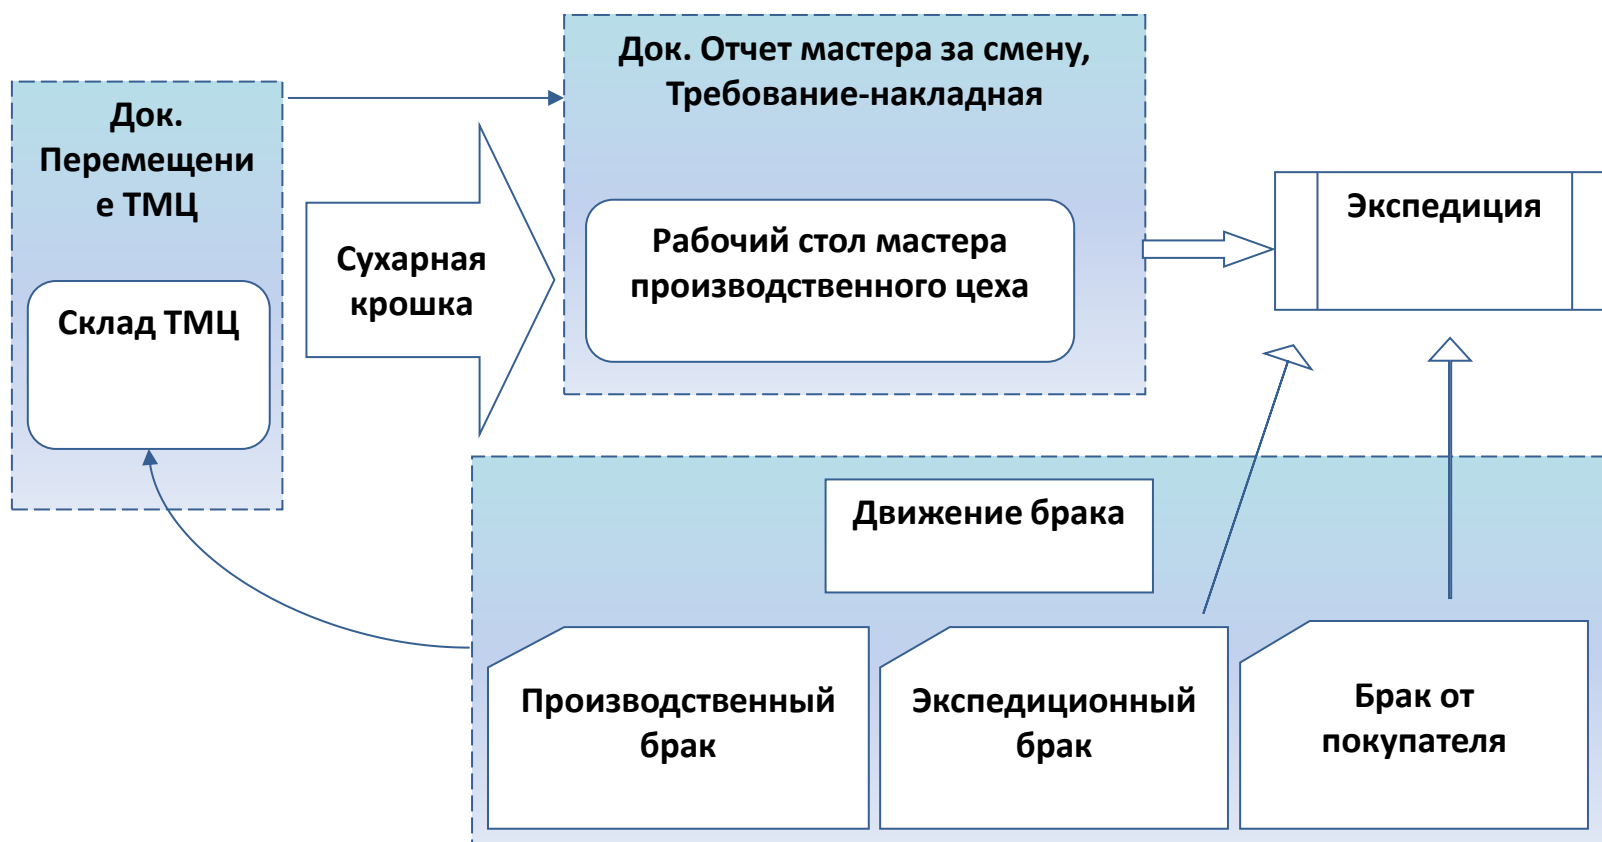 Док. Отчет мастера за смену,
Требование-накладная
Док.
Перемещени
е ТМЦ
Экспедиция
Рабочий стол мастера
производственного цеха
Сухарная
крошка
Склад ТМЦ
Движение брака
Производственный
брак
Экспедиционный
брак
Брак от
покупателя